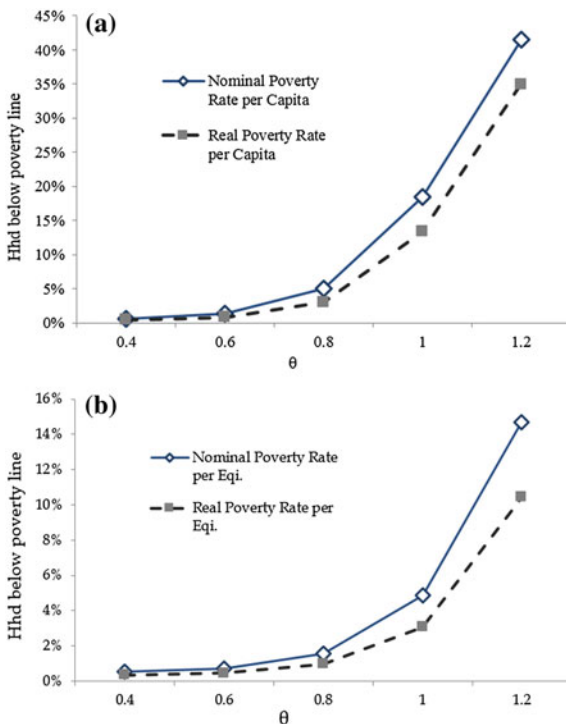 (a)
45%
40%
35%
30%
25%
20%
15%
10%
5%
0%
Hhd below poverty line
Nominal Poverty
Rate per Capita
Real Poverty Rate
per Capita
0.4 0.6 0.8 1 1.2
θ
(b)
16%
14%
12%
10%
8%
6%
4%
2%
0%
Hhd below poverty line
Nominal Poverty Rate
per Eqi.
Real Poverty Rate per
Eqi.
0.4 0.6 0.8 1 1.2
θ